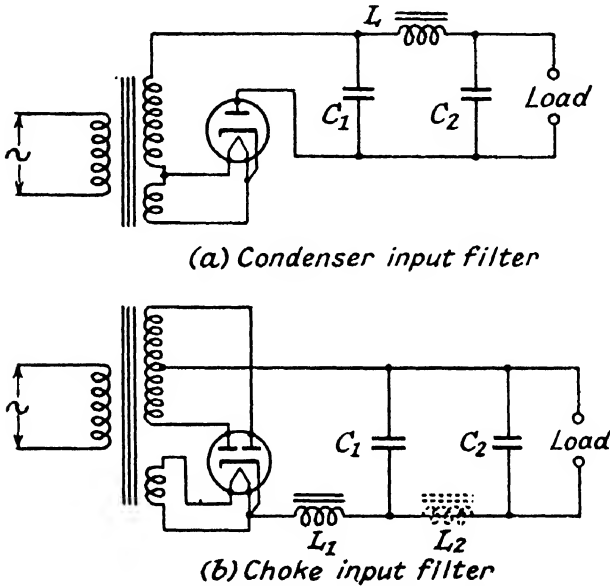 L
C1
C2
Load
(a) Condenser input filter
C1
C2
Load
L1
L2
(b) Choke input filter